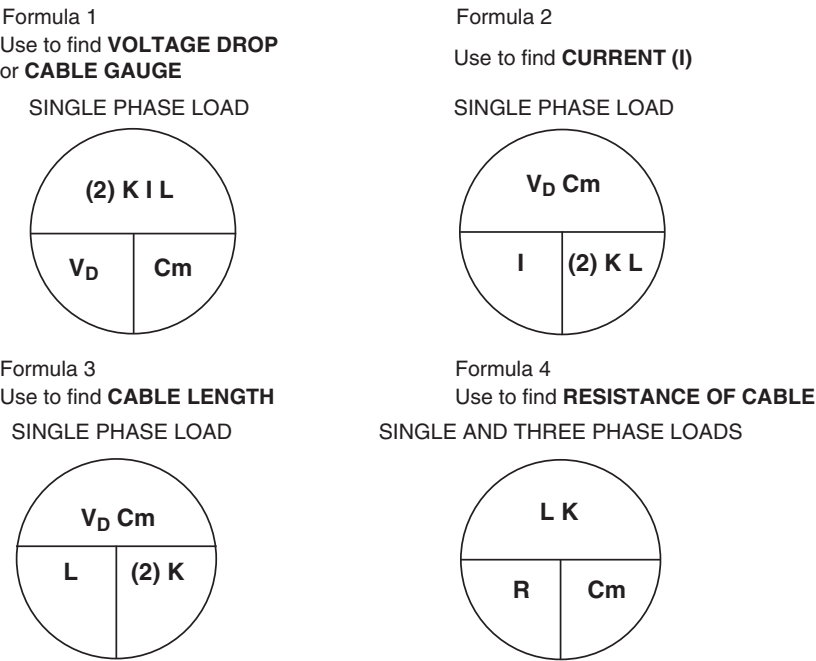 Formula 1
Use to find VOLTAGE DROP
or CABLE GAUGE
SINGLE PHASE LOAD
(2) K I L
VD
Cm
Formula 2
Use to find CURRENT (I)
SINGLE PHASE LOAD
VD Cm
I
(2) K L
Formula 3
Use to find CABLE LENGTH
SINGLE PHASE LOAD
VD Cm
L
(2) K
Formula 4
Use to find RESISTANCE OF CABLE
SINGLE AND THREE PHASE LOADS
L K
R
Cm